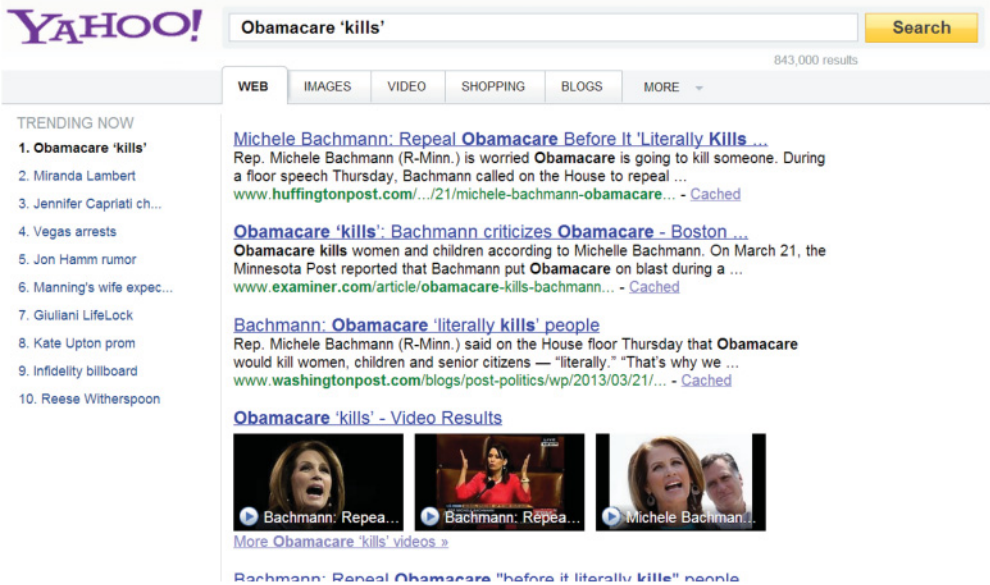 YAHOO!
Obamacare ‘kills’
Search
843,000 results
WEB IMAGES VIDEO SHOPPING BLOGS MORE
TRENDING NOW
1. Obamacare ‘kills’
2. Miranda Lambert
3. Jennifer Capriati ch...
4. Vegas arrests
5. Jon Hamm rumor
6. Manning's wife expec...
7. Giuliani LifeLock
8. Kate Upton prom
9. Infidelity billboard
10. Reese Witherspoon
Michele Bachmann: Repeal Obamacare Before It 'Literally Kills ...
Rep. Michele Bachmann (R-Minn.) is worried Obamacare is going to kill someone. During
a floor speech Thursday, Bachmann called on the House to repeal ...
www.huffingtonpost.com/.../21/michele-bachmann-obamacare... - Cached
Obamacare ‘kills’: Bachmann criticizes Obamacare - Boston ...
Obamacare kills women and children according to Michelle Bachmann. On March 21, the
Minnesota Post reported that Bachmann put Obamacare on blast during a ...
www.examiner.com/article/obamacare-kills-bachmann... - Cached
Bachmann: Obamacare ‘literally kills’ people
Rep. Michele Bachmann (R-Minn.) said on the House floor Thursday that Obamacare
would kill women, children and senior citizens — “literally.” “That’s why we ...
www.washingtonpost.com/blogs/post-politics/wp/2013/03/21/... - Cached
Obamacare ‘kills’ - Video Results
LIVE
Bachmann: Repea... Bachmann: Repea... Michele Bachman...
More Obamacare ‘kills’ videos »
Bachmann: Repeal Obamacare "before it literally kills" people